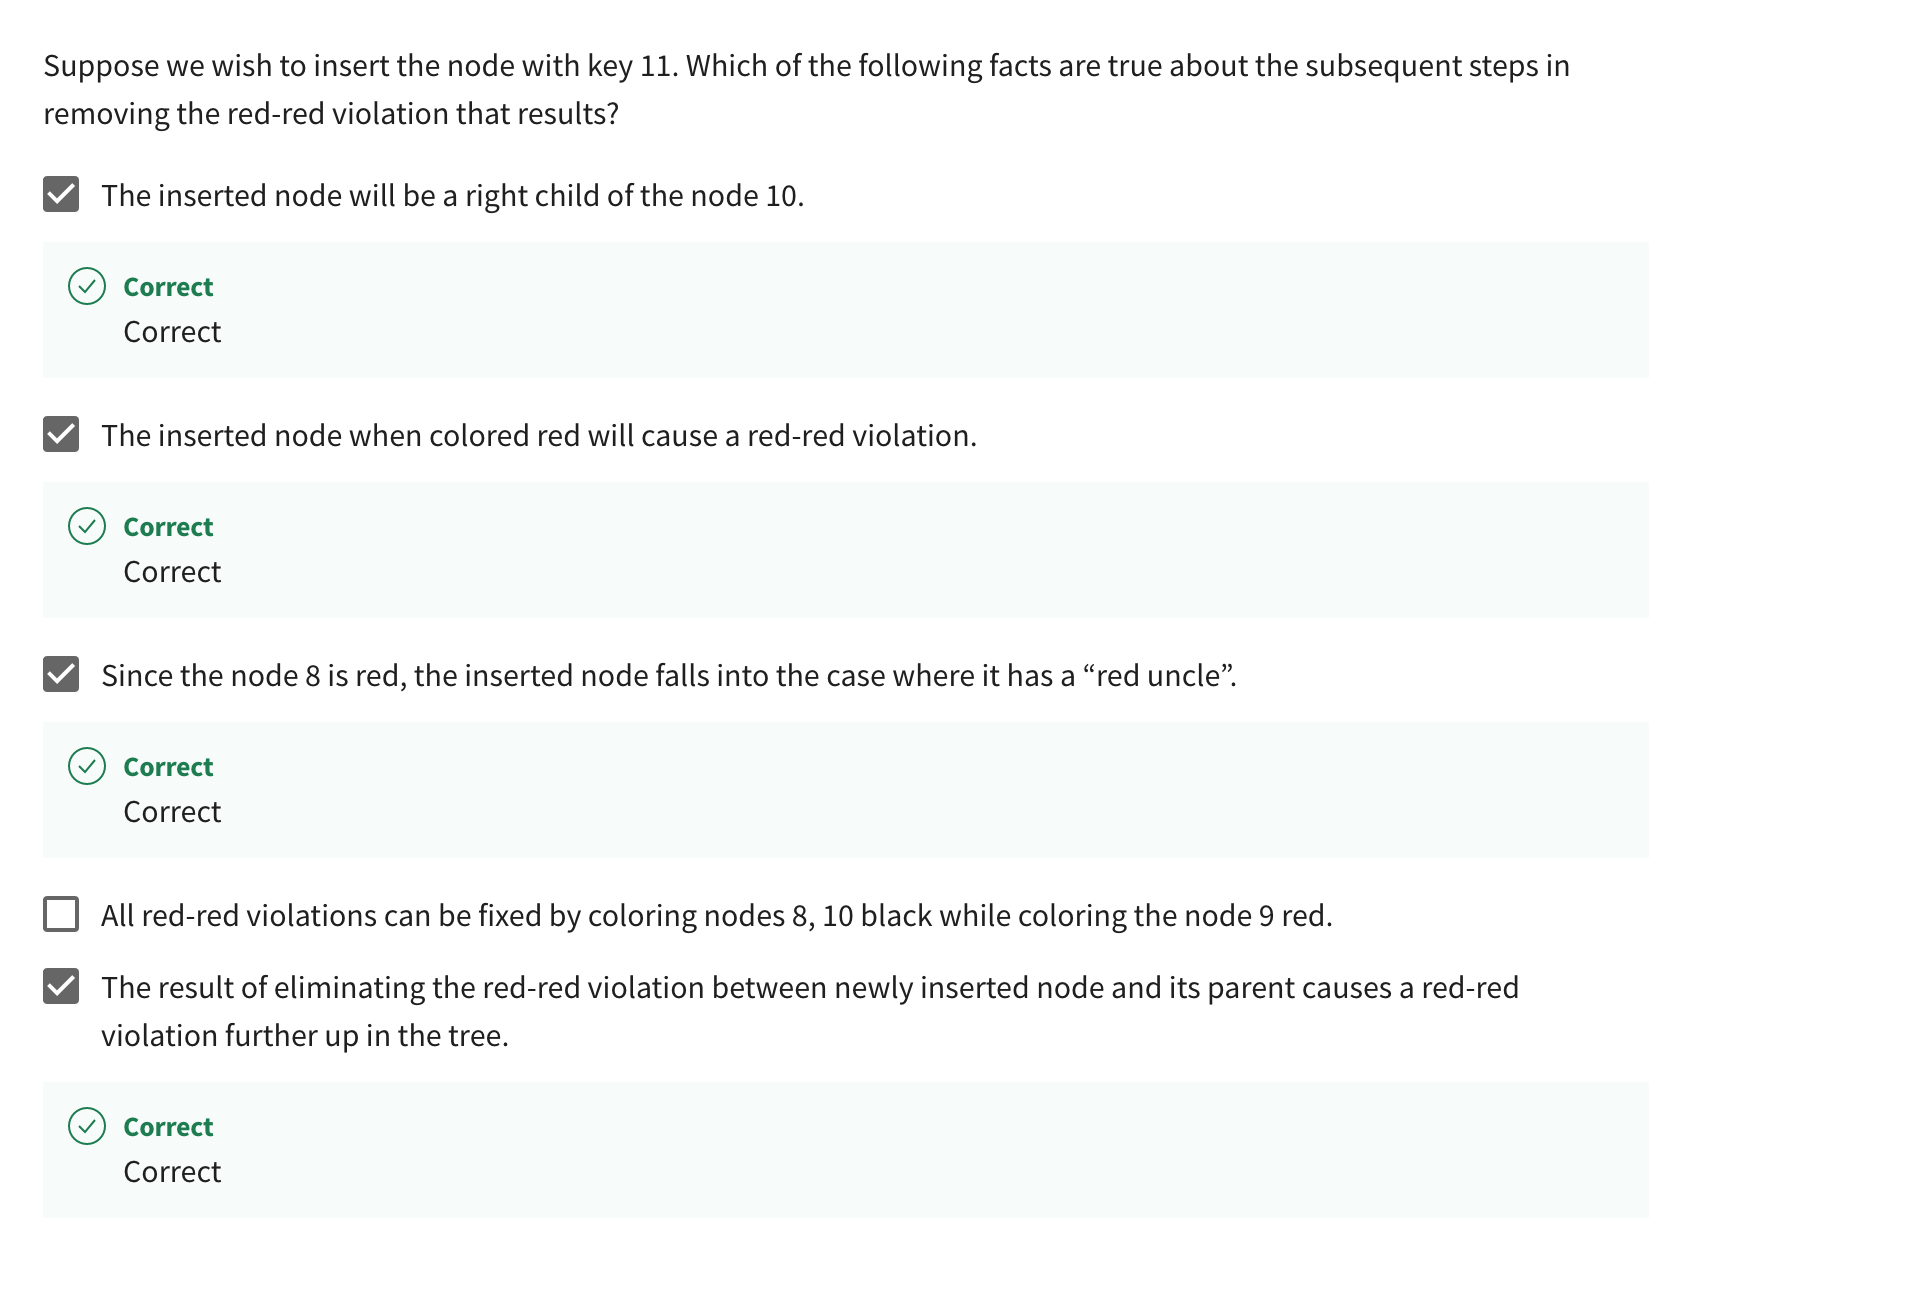 Suppose we wish to insert the node with key 11. Which of the following facts are true about the subsequent steps in
removing the red-red violation that results?
The inserted node will be a right child of the node 10.
Correct
Correct
The inserted node when colored red will cause a red-red violation.
Correct
Correct
Since the node 8 is red, the inserted node falls into the case where it has a “red uncle”.
Correct
Correct
All red-red violations can be fixed by coloring nodes 8, 10 black while coloring the node 9 red.
The result of eliminating the red-red violation between newly inserted node and its parent causes a red-red
violation further up in the tree.
Correct
Correct